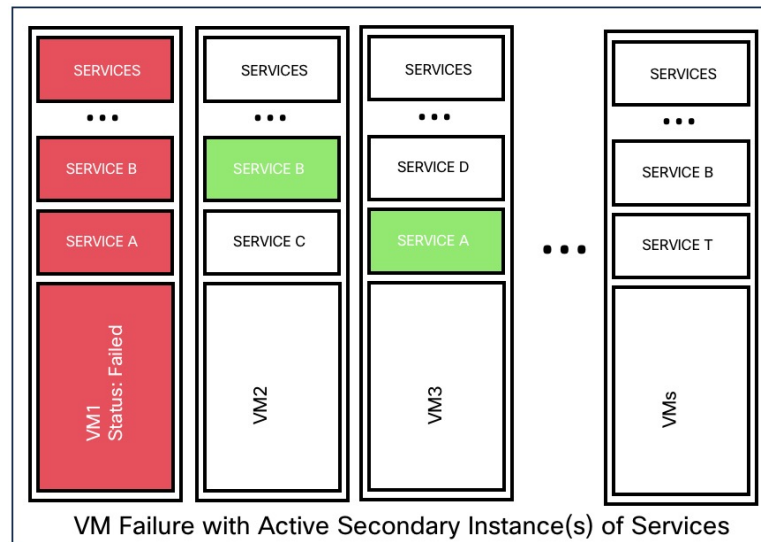 SERVICES
...
SERVICE B
SERVICE A
VM1
Status: Failed
SERVICES
...
SERVICE B
SERVICE C
VM2
SERVICES
...
SERVICE D
SERVICE A
VM3
...
SERVICES
...
SERVICE B
SERVICE T
VMs
VM Failure with Active Secondary Instance(s) of Services